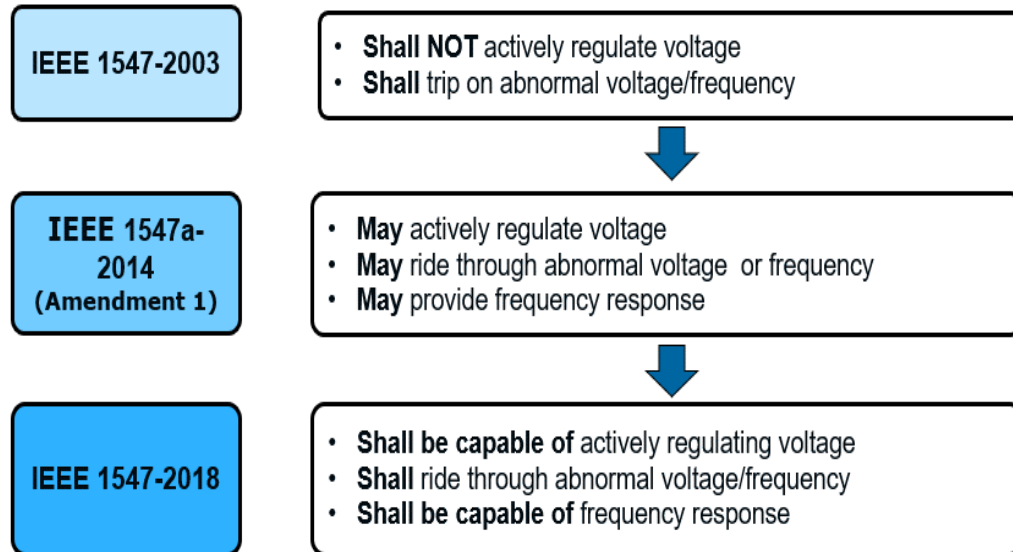 IEEE 1547-2003
• Shall NOT actively regulate voltage
• Shall trip on abnormal voltage/frequency
IEEE 1547a-
2014
(Amendment 1)
• May actively regulate voltage
• May ride through abnormal voltage or frequency
• May provide frequency response
IEEE 1547-2018
• Shall be capable of actively regulating voltage
• Shall ride through abnormal voltage/frequency
• Shall be capable of frequency response